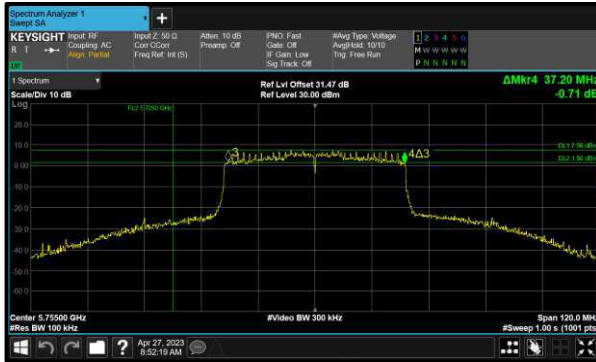 Spectrum Analyzer 1
Swept SA
KEYSIGHT
R T
Input: RF
Coupling: AC
Align: Partial
Input Z: 50 Ω
Corr CCorr
Freq Ref: Int (S)
Atten: 10 dB
Preamp: Off
PNO: Fast
Gate: Off
IF Gain: Low
Sig Track: Off
#Avg Type: Voltage
Avg|Hold: 10/10
Trig: Free Run
1 2 3 4 5 6
M W W W W W
P N N N N N
1 Spectrum
Scale/Div 10 dB
Log
Ref Lvl Offset 31.47 dB
Ref Level 30.00 dBm
ΔMkr4 37.20 MHz
-0.71 dB
20.0
10.0
0.00
-10.0
-20.0
-30.0
-40.0
-50.0
-60.0
3
4Δ3
Center 5.75500 GHz
#Res BW 100 kHz
#Video BW 300 kHz
Span 120.0 MHz
#Sweep 1.00 s (1001 pts)
Apr 27, 2023
8:52:19 AM